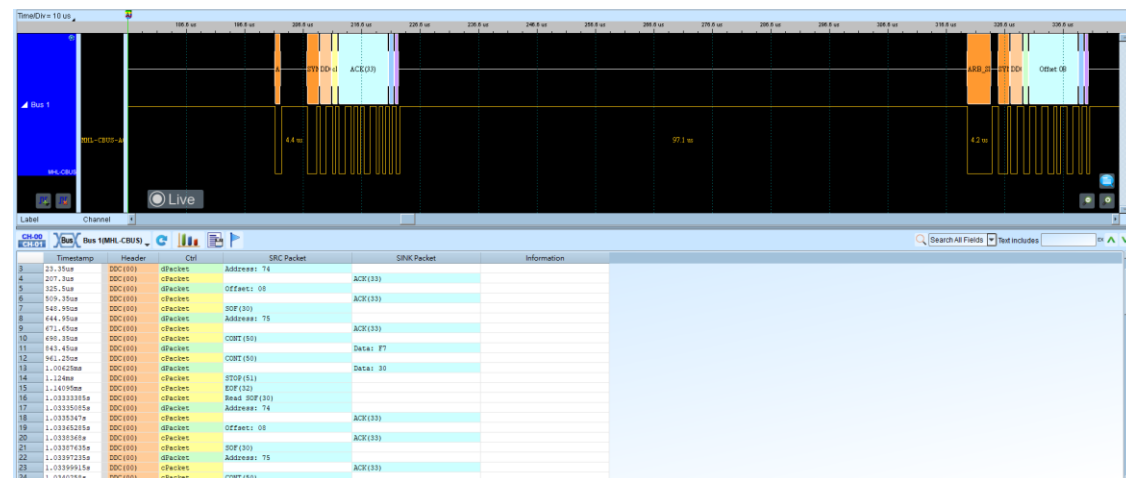 Time/Div= 10 us
Bus 1
MHL-CBUS
ACK(33)
DD
4.4 us
97.1 us
4.2 us
Offset 08
Live
Label Channel
CH-00
CH-01
Bus Bus 1(MHL-CBUS)
Search All Fields Text includes
Timestamp Header Ctrl SRC Packet SINK Packet Information
3 23.35us DDC(00) dPacket Address: 74
4 207.3us DDC(00) cPacket ACK(33)
5 325.5us DDC(00) dPacket Offset: 08
6 509.35us DDC(00) cPacket ACK(33)
7 548.95us DDC(00) cPacket SOF(30)
8 644.95us DDC(00) dPacket Address: 75
9 671.65us DDC(00) cPacket ACK(33)
10 698.35us DDC(00) cPacket CONT(50)
11 843.45us DDC(00) dPacket Data: F7
12 961.25us DDC(00) cPacket CONT(50)
13 1.00625ms DDC(00) dPacket Data: 30
14 1.124ms DDC(00) cPacket STOP(51)
15 1.14095ms DDC(00) cPacket EOF(32)
16 1.03333385s DDC(00) cPacket Read SOF(30)
17 1.03335085s DDC(00) dPacket Address: 74
18 1.0335347s DDC(00) cPacket ACK(33)
19 1.03365285s DDC(00) dPacket Offset: 08
20 1.0338368s DDC(00) cPacket ACK(33)
21 1.03387635s DDC(00) cPacket SOF(30)
22 1.03397235s DDC(00) dPacket Address: 75
23 1.03399915s DDC(00) cPacket ACK(33)
DDC(00) cPacket CONT(50)